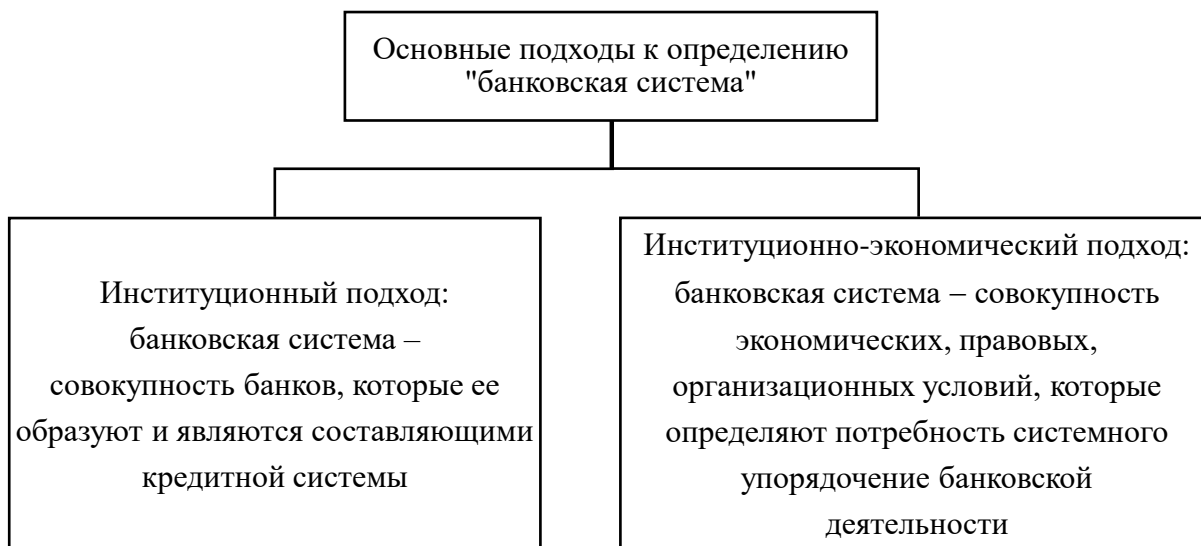 Основные подходы к определению
"банковская система"
Институционный подход:
банковская система –
совокупность банков, которые ее
образуют и являются составляющими
кредитной системы
Институционно-экономический подход:
банковская система – совокупность
экономических, правовых,
организационных условий, которые
определяют потребность системного
упорядочение банковской
деятельности